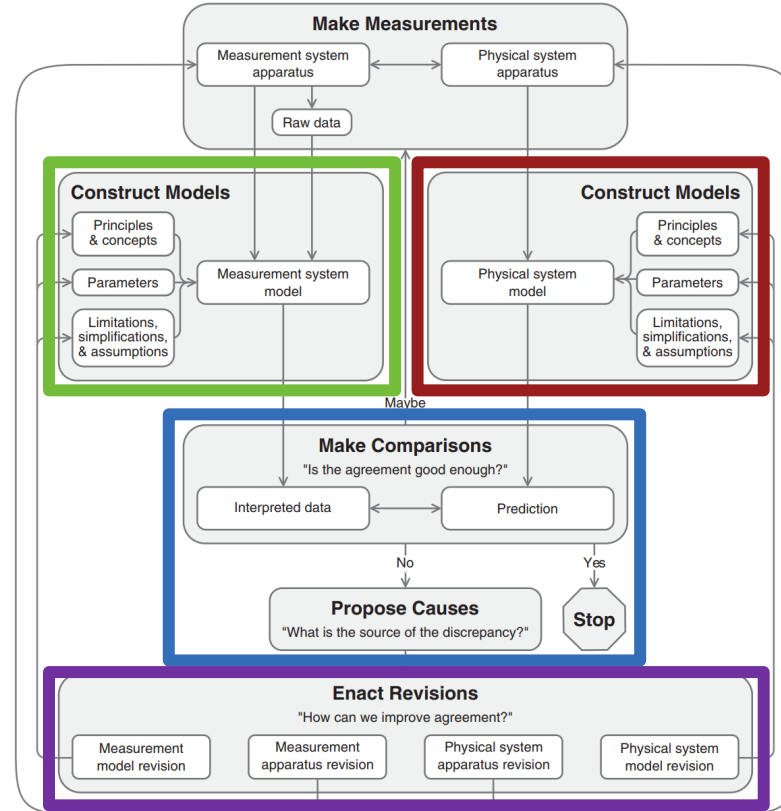 Make Measurements
Measurement system
apparatus
Physical system
apparatus
Raw data
Construct Models
Principles
& concepts
Parameters
Limitations,
simplifications,
& assumptions
Measurement system
model
Construct Models
Physical system
model
Principles
& concepts
Parameters
Limitations,
simplifications,
& assumptions
Maybe
Make Comparisons
"Is the agreement good enough?"
Interpreted data
Prediction
No
Yes
Propose Causes
"What is the source of the discrepancy?"
Stop
Enact Revisions
"How can we improve agreement?"
Measurement
model revision
Measurement
apparatus revision
Physical system
apparatus revision
Physical system
model revision